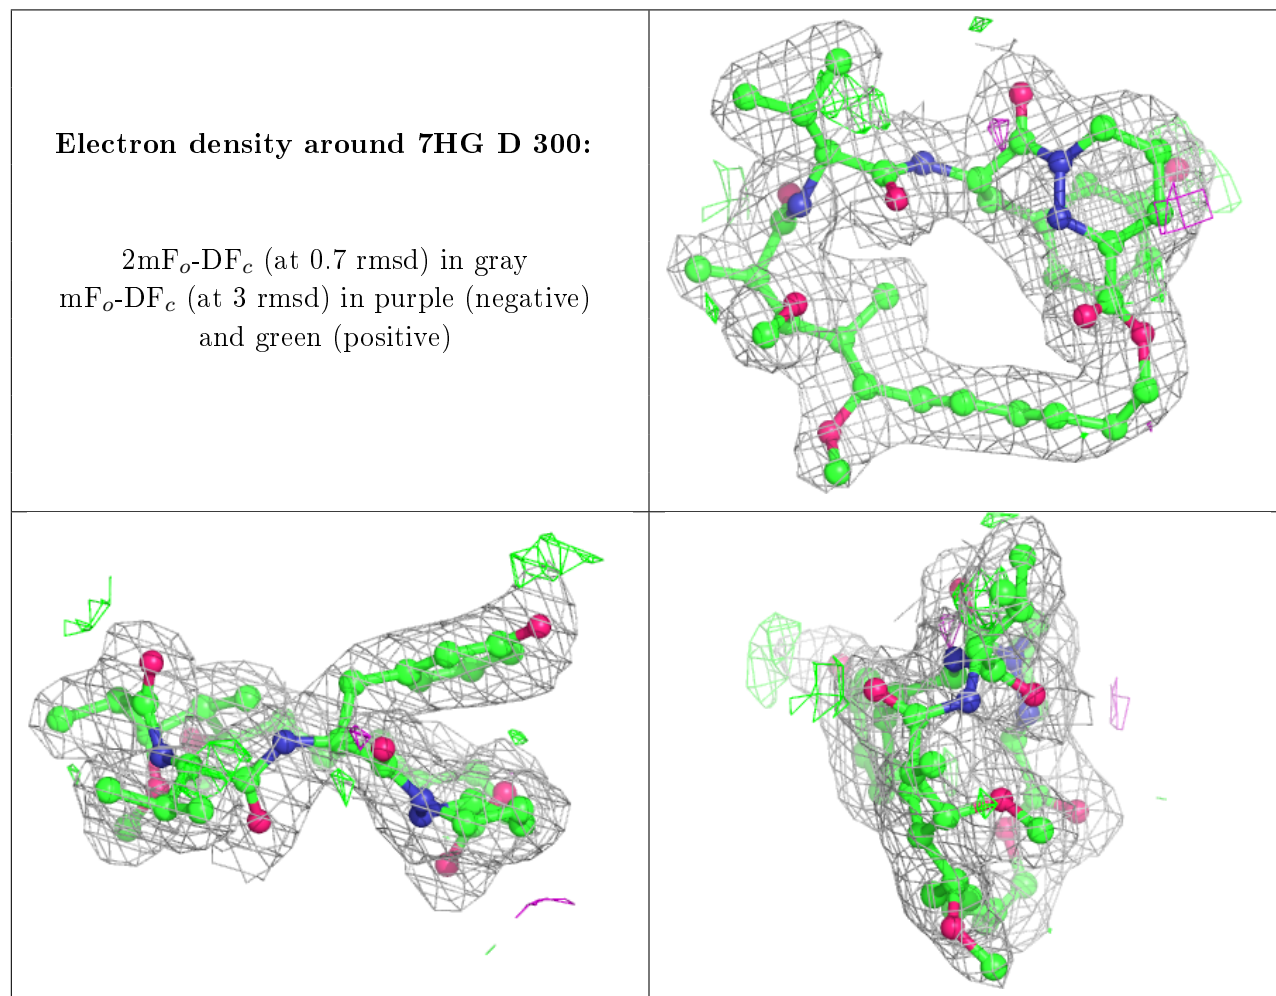 Electron density around 7HG D 300:
2mFo-DFc (at 0.7 rmsd) in gray
mFo-DFc (at 3 rmsd) in purple (negative)
and green (positive)